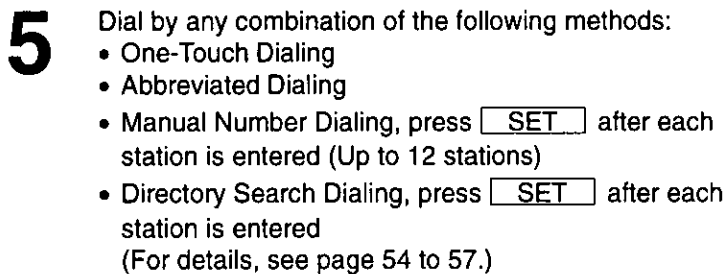 5 Dial by any combination of the following methods:
• One-Touch Dialing
• Abbreviated Dialing
• Manual Number Dialing, press SET after each
station is entered (Up to 12 stations)
• Directory Search Dialing, press SET after each
station is entered
(For details, see page 54 to 57.)